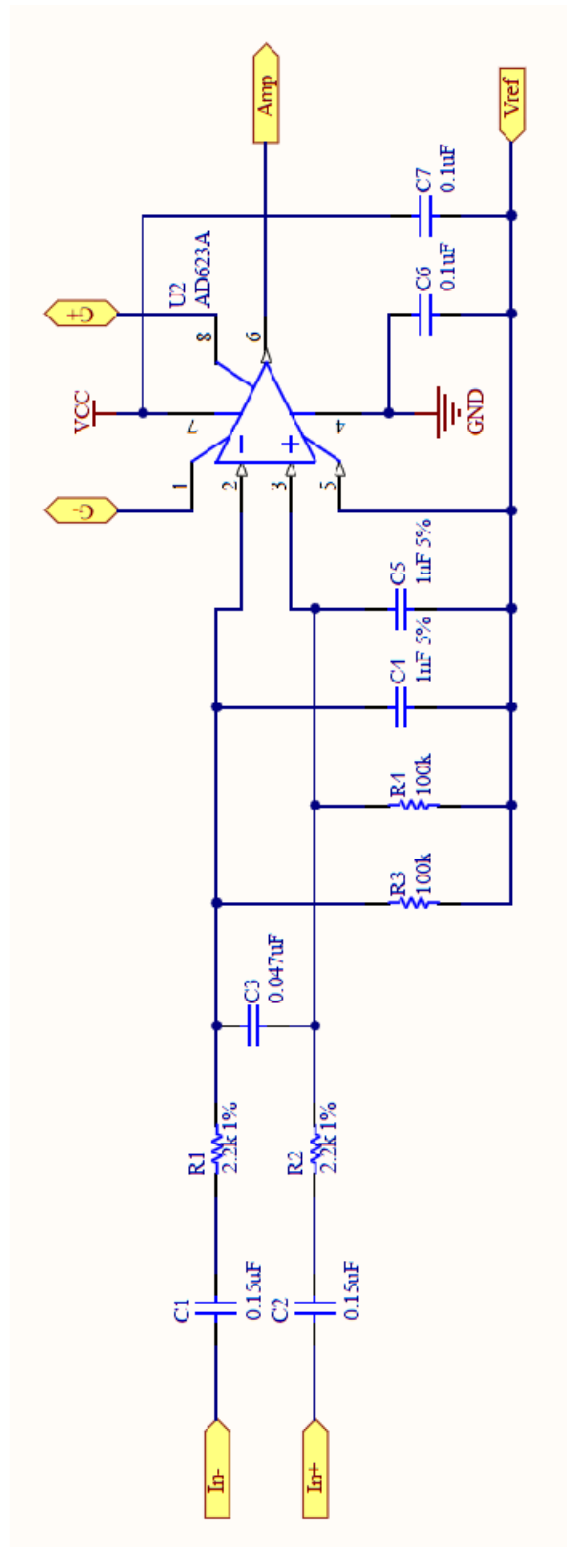 Amp
Vref
C7
0.1uF
U2
AD623A
G+
8
6
C6
0.1uF
VCC
7
4
GND
-
+
G-
1
2
3
5
C5
1nF 5%
C4
1nF 5%
R4
100k
R3
100k
C3
0.047uF
R1
2.2k 1%
R2
2.2k 1%
C1
0.15uF
C2
0.15uF
In-
In+